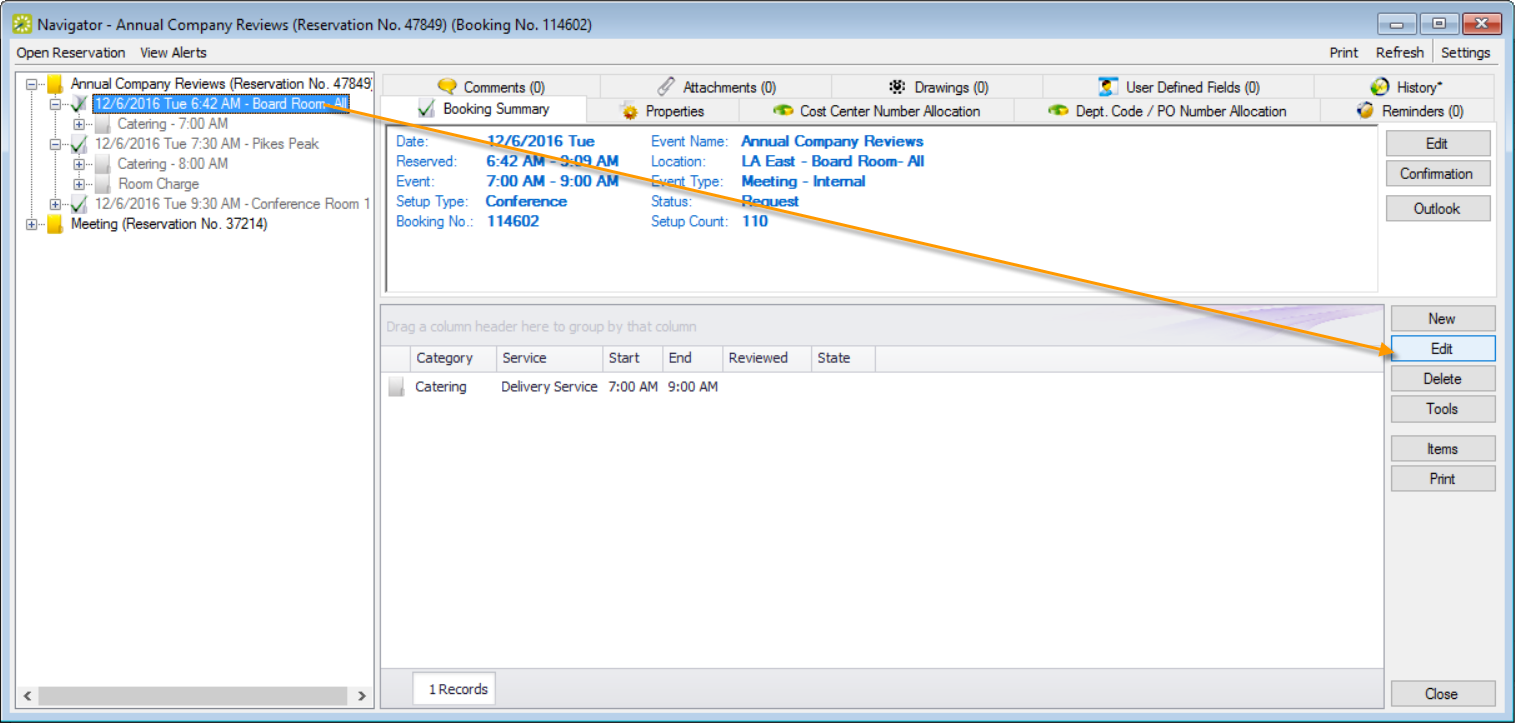 Navigator - Annual Company Reviews (Reservation No. 47849) (Booking No. 114602)
Open Reservation View Alerts Print Refresh Settings
Annual Company Reviews (Reservation No. 47849)
12/6/2016 Tue 6:42 AM - Board Room- All
Catering - 7:00 AM
12/6/2016 Tue 7:30 AM - Pikes Peak
Catering - 8:00 AM
Room Charge
12/6/2016 Tue 9:30 AM - Conference Room 1
Meeting (Reservation No. 37214)
Comments (0) Attachments (0) Drawings (0) User Defined Fields (0) History*
Booking Summary Properties Cost Center Number Allocation Dept. Code / PO Number Allocation Reminders (0)
Date: 12/6/2016 Tue Event Name: Annual Company Reviews
Reserved: 6:42 AM - 9:09 AM Location: LA East - Board Room- All
Event: 7:00 AM - 9:00 AM Event Type: Meeting - Internal
Setup Type: Conference Status: Request
Booking No.: 114602 Setup Count: 110
Edit
Confirmation
Outlook
Drag a column header here to group by that column
Category Service Start End Reviewed State
Catering Delivery Service 7:00 AM 9:00 AM
1 Records
New
Edit
Delete
Tools
Items
Print
Close